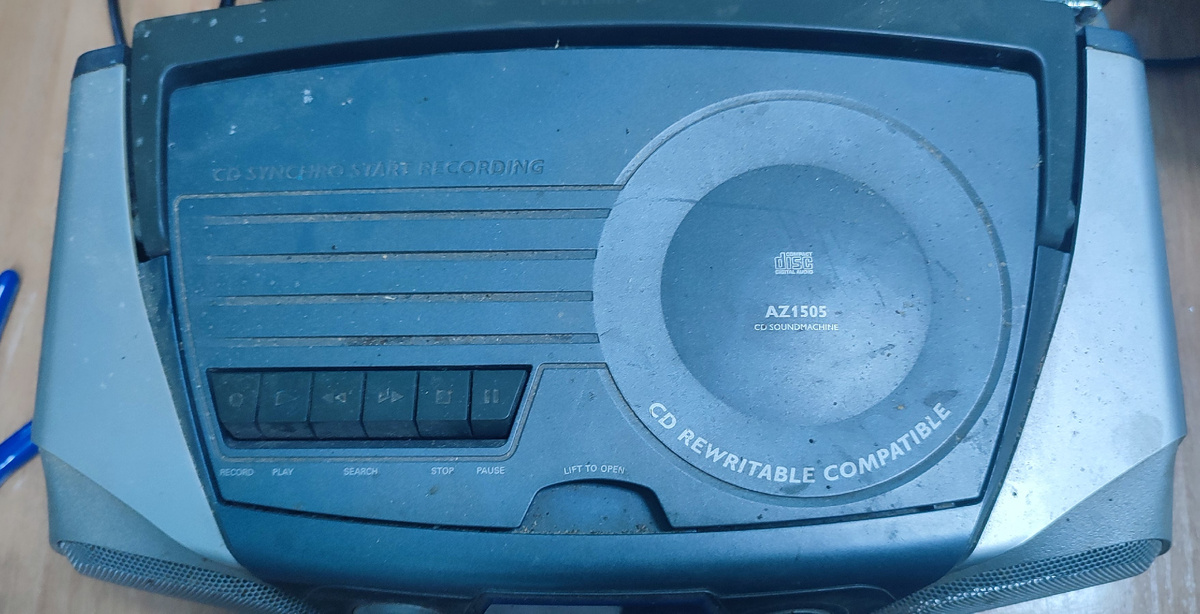 CD SYNCHRO START RECORDING
COMPACT
disc
DIGITAL AUDIO
AZ1505
CD SOUNDMACHINE
CD REWRITABLE COMPATIBLE
RECORD PLAY SEARCH STOP PAUSE
LIFT TO OPEN